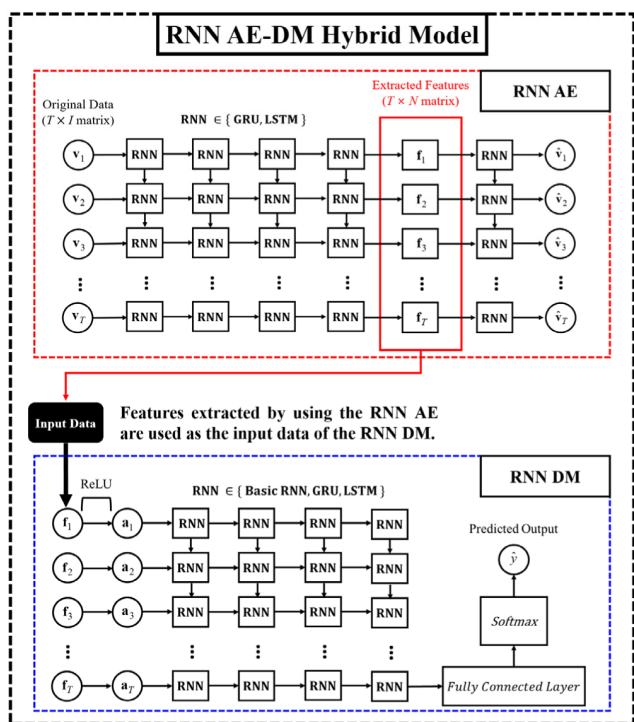 RNN AE-DM Hybrid Model
RNN AE
Original Data
(T × I matrix)
RNN ∈ { GRU, LSTM }
Extracted Features
(T × N matrix)
v₁ RNN RNN RNN RNN f₁ RNN v̂₁
v₂ RNN RNN RNN RNN f₂ RNN v̂₂
v₃ RNN RNN RNN RNN f₃ RNN v̂₃
⋮ ⋮ ⋮ ⋮ ⋮ ⋮ ⋮ ⋮
v_T RNN RNN RNN RNN f_T RNN v̂_T
Input Data
Features extracted by using the RNN AE
are used as the input data of the RNN DM.
RNN DM
ReLU
RNN ∈ { Basic RNN, GRU, LSTM }
f₁ a₁ RNN RNN RNN RNN
f₂ a₂ RNN RNN RNN RNN
f₃ a₃ RNN RNN RNN RNN
⋮ ⋮ ⋮ ⋮ ⋮ ⋮
f_T a_T RNN RNN RNN RNN
Predicted Output
ŷ
Softmax
Fully Connected Layer